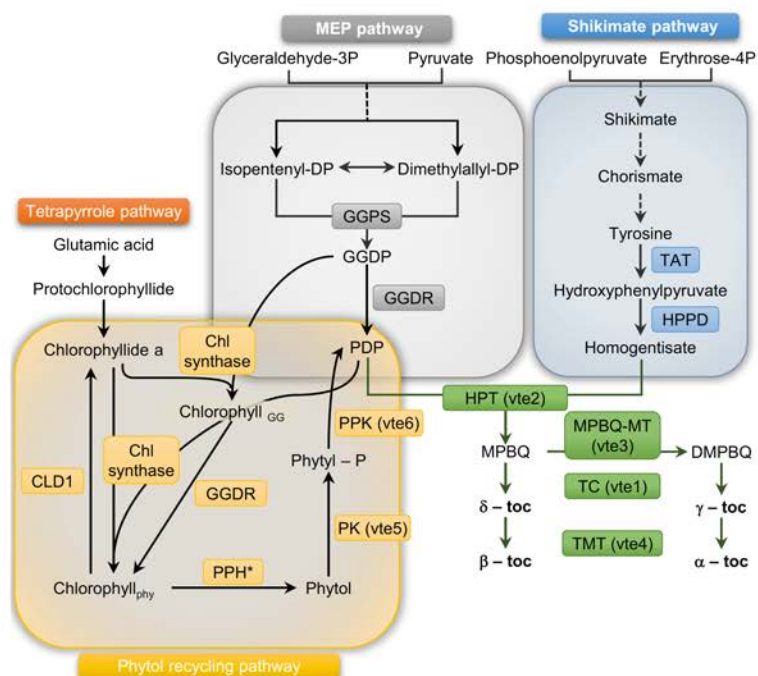 MEP pathway
Shikimate pathway
Glyceraldehyde-3P
Pyruvate
Phosphoenolpyruvate
Erythrose-4P
Shikimate
Isopentenyl-DP
Dimethylallyl-DP
Chorismate
Tetrapyrrole pathway
GGPS
Glutamic acid
Tyrosine
GGDP
TAT
Protochlorophyllide
Hydroxyphenylpyruvate
GGDR
HPPD
Chlorophyllide a
Chl
synthase
PDP
Homogentisate
Chlorophyll GG
HPT (vte2)
PPK (vte6)
MPBQ-MT
(vte3)
Chl
synthase
MPBQ
DMPBQ
Phytyl – P
CLD1
GGDR
TC (vte1)
δ – toc
γ – toc
PK (vte5)
TMT (vte4)
β – toc
α – toc
PPH*
Chlorophyllphy
Phytol
Phytol recycling pathway